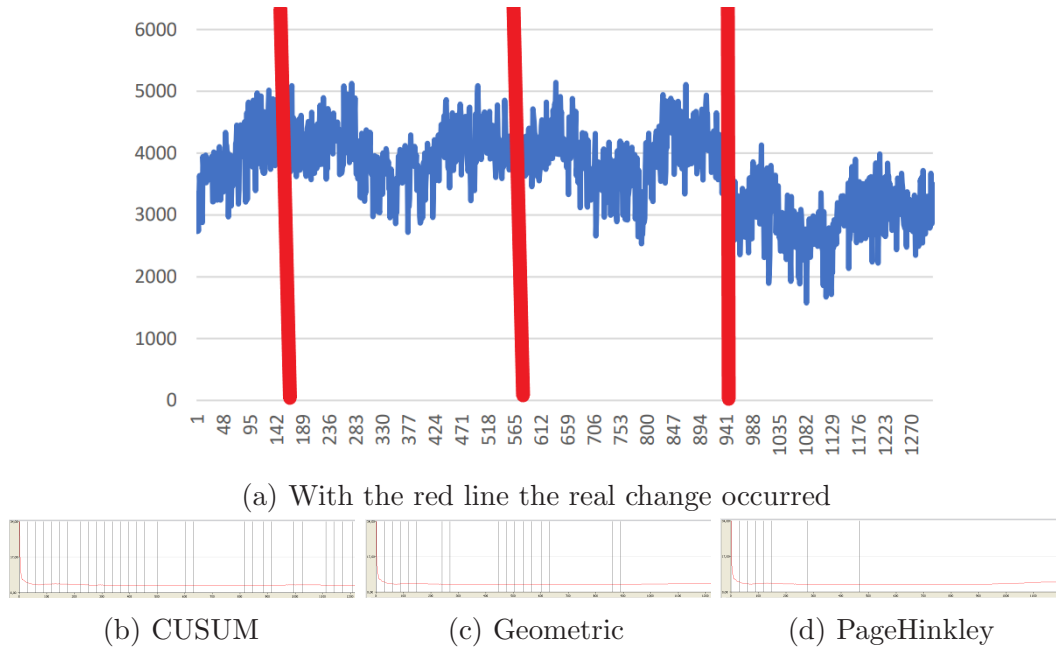 6000
5000
4000
3000
2000
1000
0
1 48 95 142 189 236 283 330 377 424 471 518 565 612 659 706 753 800 847 894 941 988 1035 1082 1129 1176 1223 1270
(a) With the red line the real change occurred
(b) CUSUM (c) Geometric (d) PageHinkley